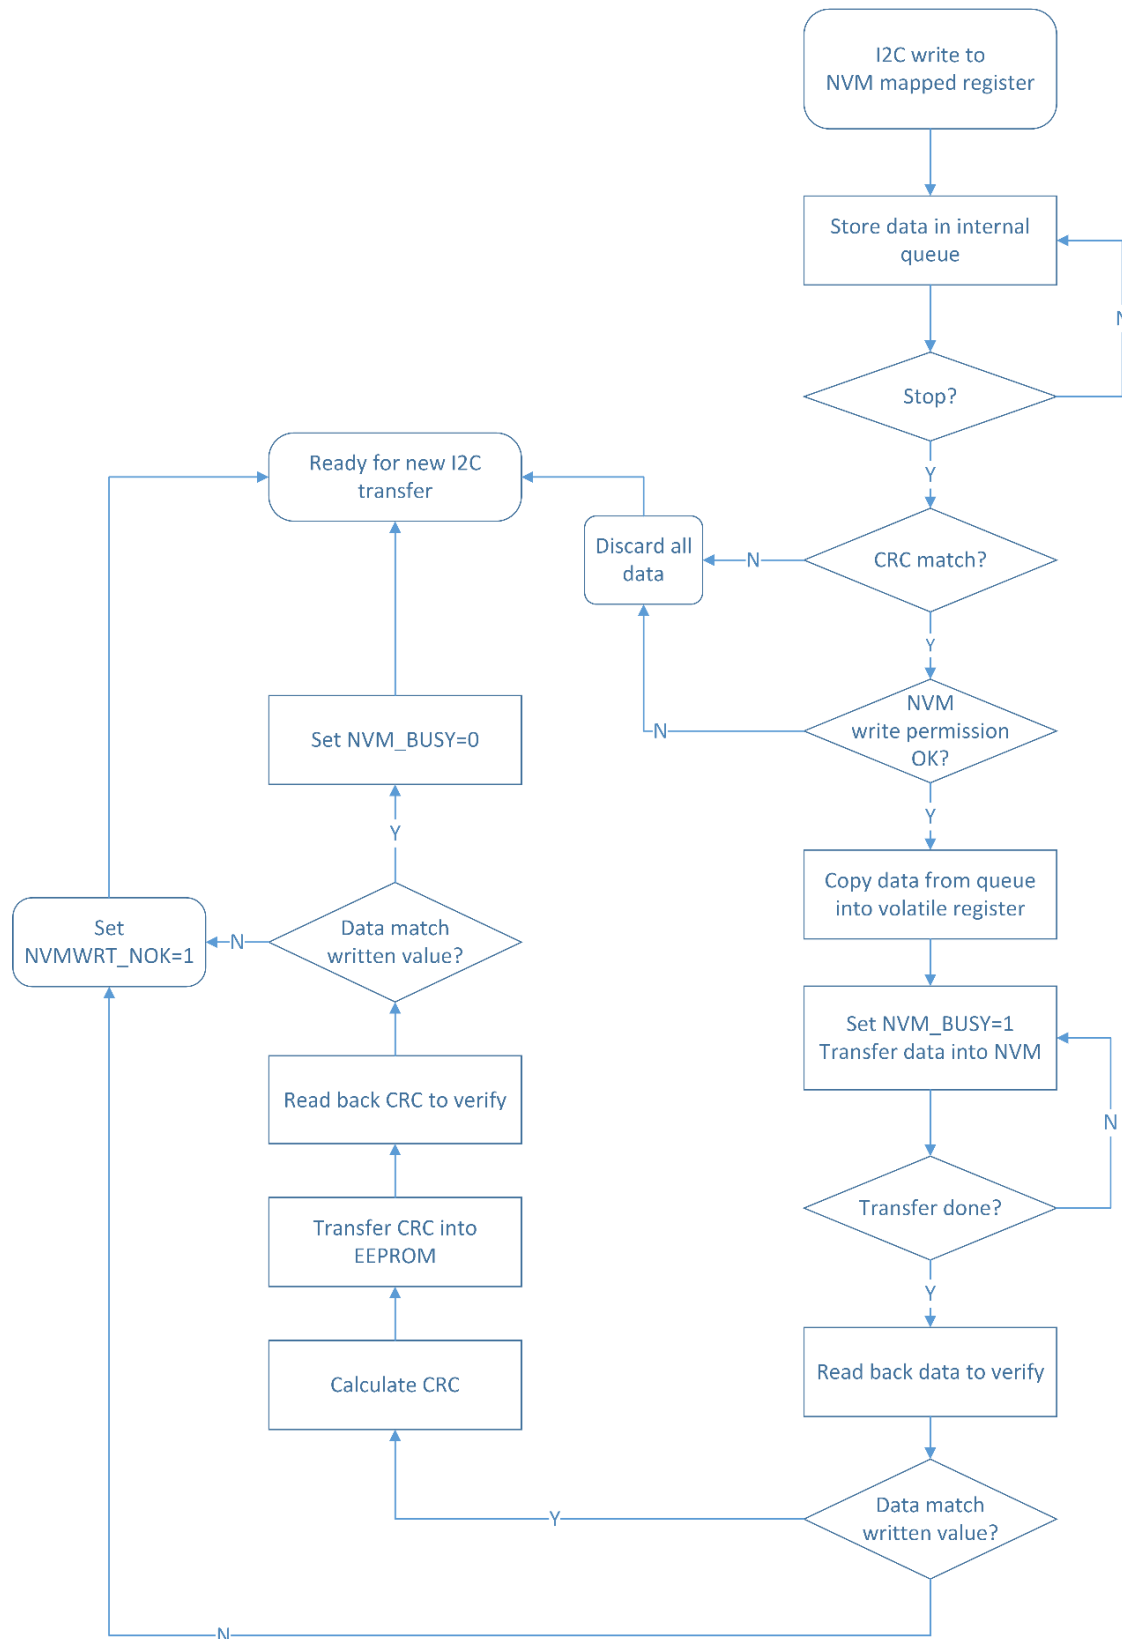 I2C write to
NVM mapped register
Store data in internal
queue
N
Stop?
Y
Ready for new I2C
transfer
Discard all
data
N
CRC match?
Y
N
NVM
write permission
OK?
Set NVM_BUSY=0
Y
Y
Copy data from queue
into volatile register
Set
NVMWRT_NOK=1
N
Data match
written value?
Set NVM_BUSY=1
Transfer data into NVM
Read back CRC to verify
N
Transfer done?
Transfer CRC into
EEPROM
Y
Calculate CRC
Read back data to verify
Y
Data match
written value?
N